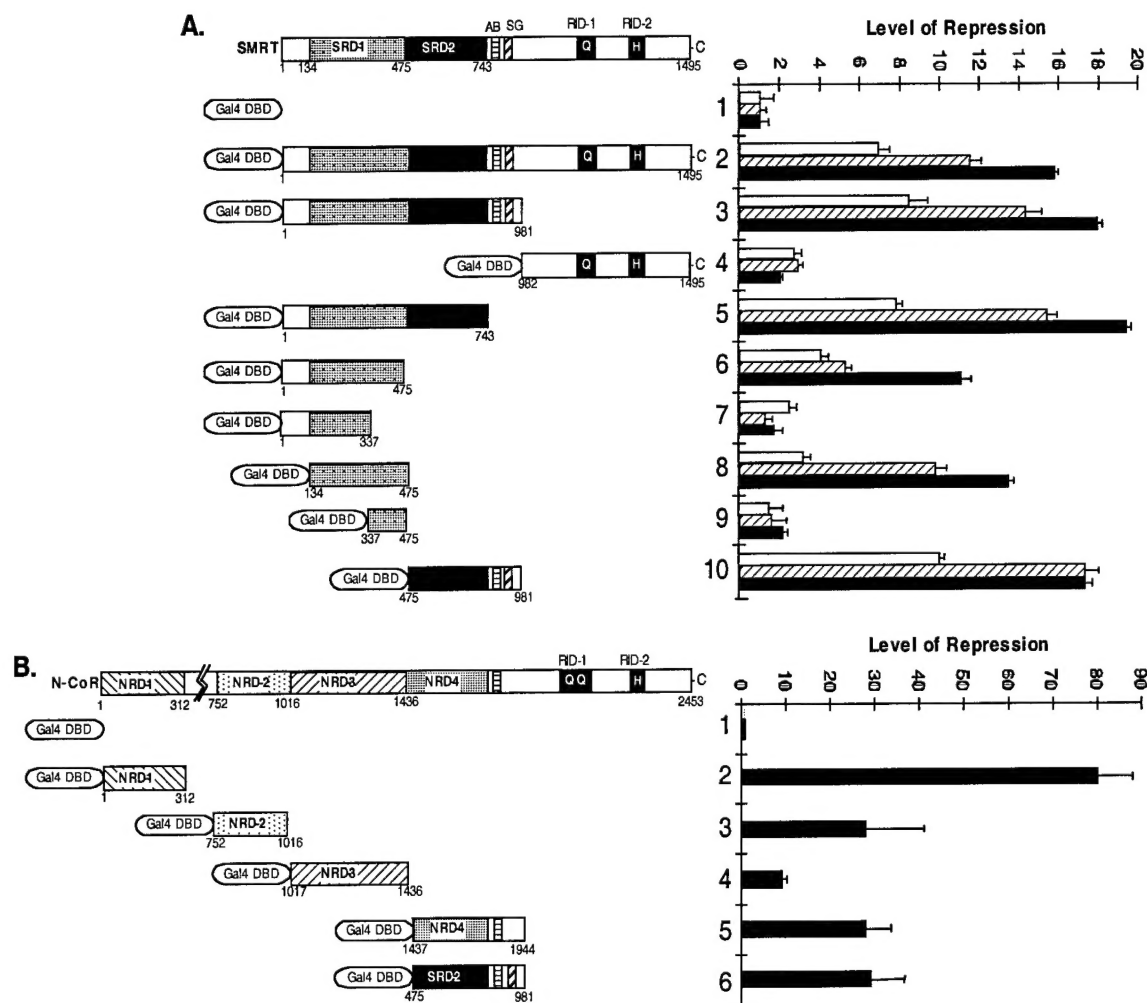 A.
SMRT
SRD-1
SRD-2
AB
SG
RID-1
RID-2
Q
H
C
1
134
475
743
1495
Level of Repression
0 2 4 6 8 10 12 14 16 18 20
Gal4 DBD
1
Gal4 DBD
Q
H
C
1
1495
2
Gal4 DBD
1
981
3
Gal4 DBD
Q
H
C
982
1495
4
Gal4 DBD
1
743
5
Gal4 DBD
1
475
6
Gal4 DBD
1
337
7
Gal4 DBD
134
475
8
Gal4 DBD
337
475
9
Gal4 DBD
475
981
10
B.
N-CoR
NRD1
NRD-2
NRD3
NRD4
RID-1
RID-2
Q Q
H
C
1
312
752
1016
1436
2453
Level of Repression
0 10 20 30 40 50 60 70 80 90
Gal4 DBD
1
Gal4 DBD
NRD-1
1
312
2
Gal4 DBD
NRD-2
752
1016
3
Gal4 DBD
NRD3
1017
1436
4
Gal4 DBD
NRD4
1437
1944
5
Gal4 DBD
SRD-2
475
981
6